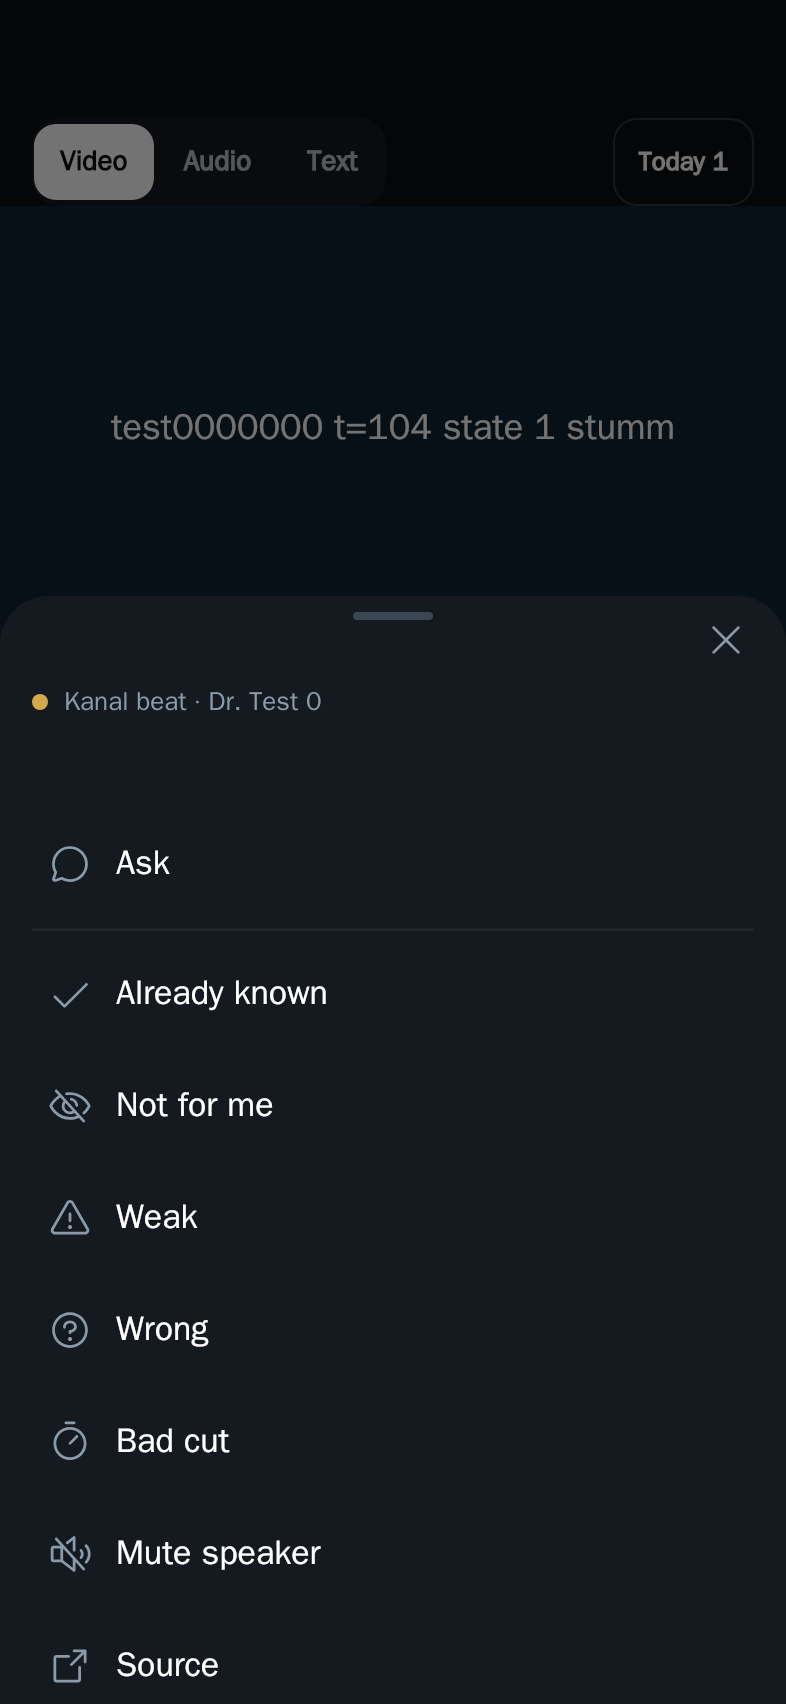 Video Audio Text Today 1
test0000000 t=104 state 1 stumm
Kanal beat · Dr. Test 0
Ask
Already known
Not for me
Weak
Wrong
Bad cut
Mute speaker
Source